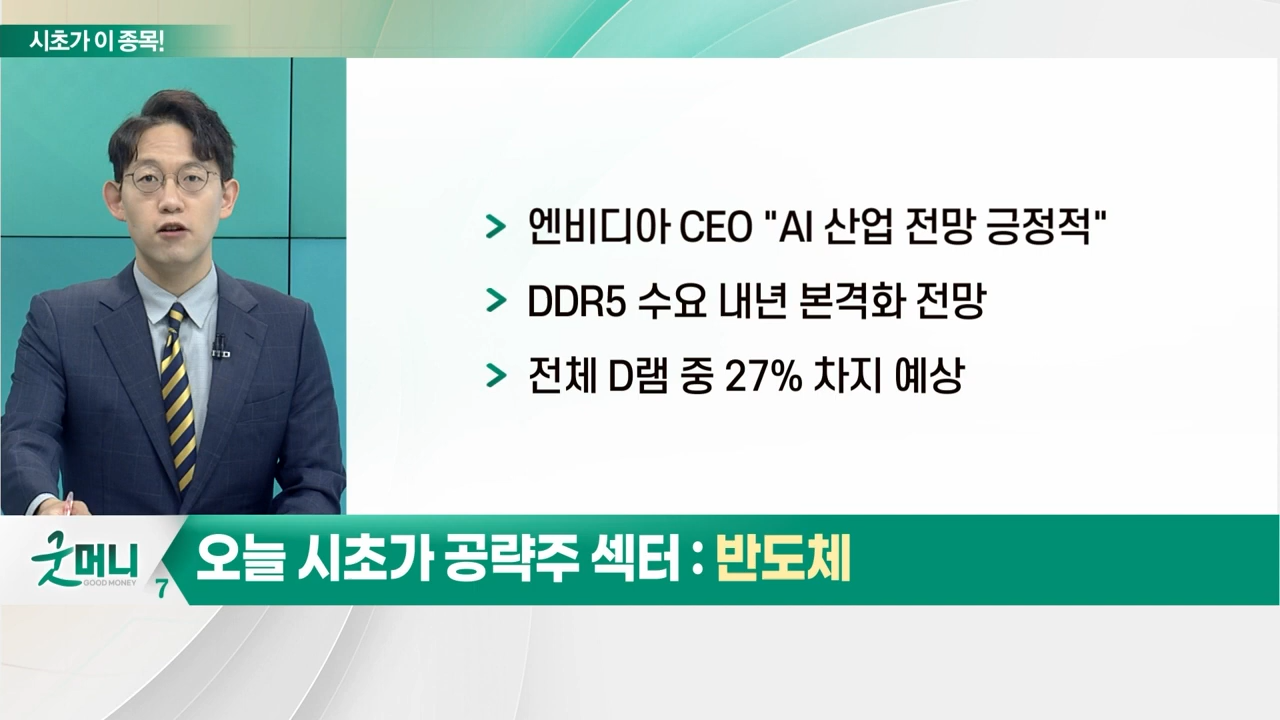 시초가 이 종목!
> 엔비디아 CEO "AI 산업 전망 긍정적"
> DDR5 수요 내년 본격화 전망
> 전체 D램 중 27% 차지 예상
굿머니
GOOD MONEY
7
오늘 시초가 공략주 섹터 : 반도체